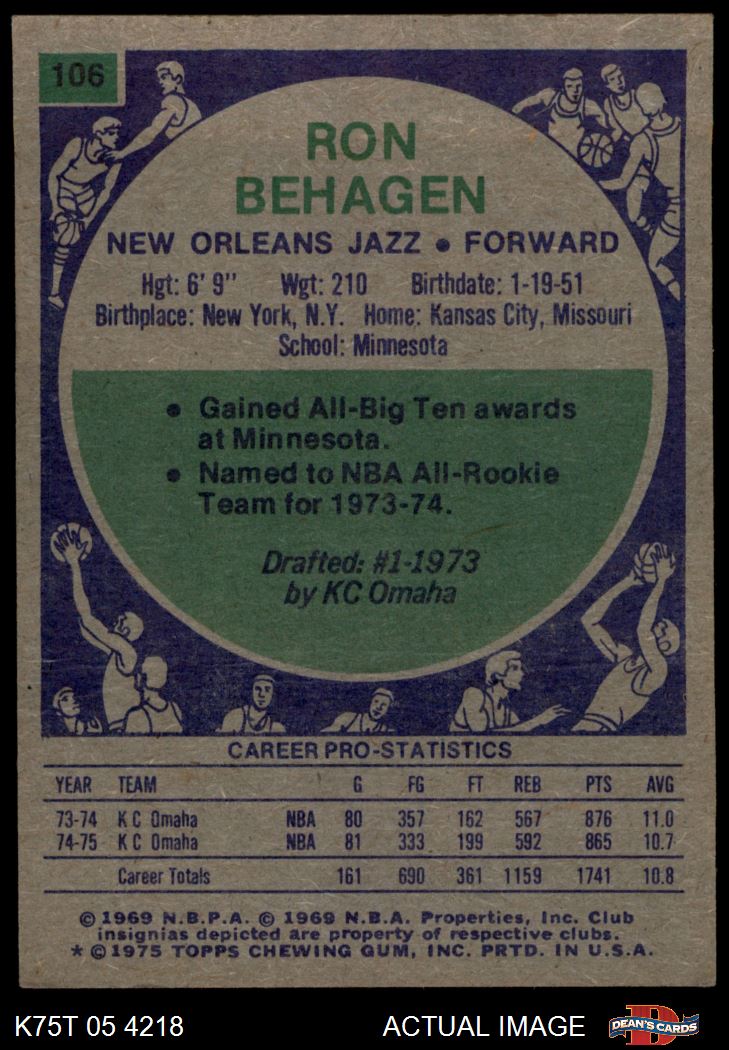 106
RON
BEHAGEN
NEW ORLEANS JAZZ • FORWARD
Hgt: 6' 9" Wgt: 210 Birthdate: 1-19-51
Birthplace: New York, N.Y. Home: Kansas City, Missouri
School: Minnesota
• Gained All-Big Ten awards
at Minnesota.
• Named to NBA All-Rookie
Team for 1973-74.
Drafted: #1-1973
by KC Omaha
CAREER PRO-STATISTICS
YEAR TEAM G FG FT REB PTS AVG
73-74 K C Omaha NBA 80 357 162 567 876 11.0
74-75 K C Omaha NBA 81 333 199 592 865 10.7
Career Totals 161 690 361 1159 1741 10.8
© 1969 N.B.P.A. © 1969 N.B.A. Properties, Inc. Club
insignias depicted are property of respective clubs.
* © 1975 TOPPS CHEWING GUM, INC. PRTD. IN U.S.A.
K75T 05 4218 ACTUAL IMAGE D DEAN'S CARDS